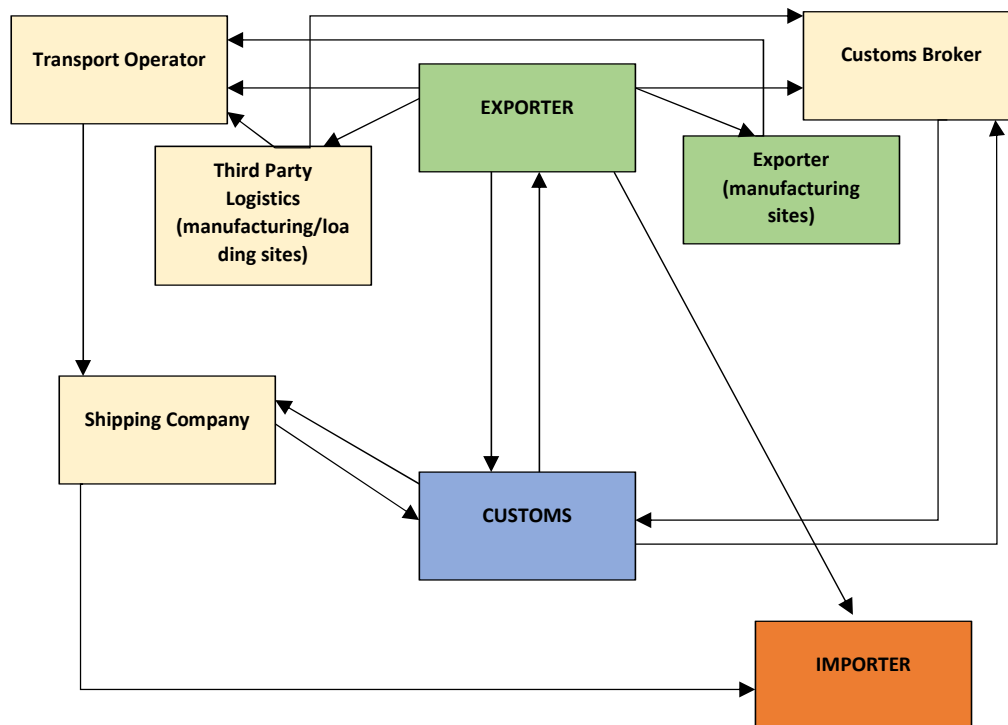 Transport Operator
Customs Broker
EXPORTER
Third Party
Logistics
(manufacturing/loa
ding sites)
Exporter
(manufacturing
sites)
Shipping Company
CUSTOMS
IMPORTER